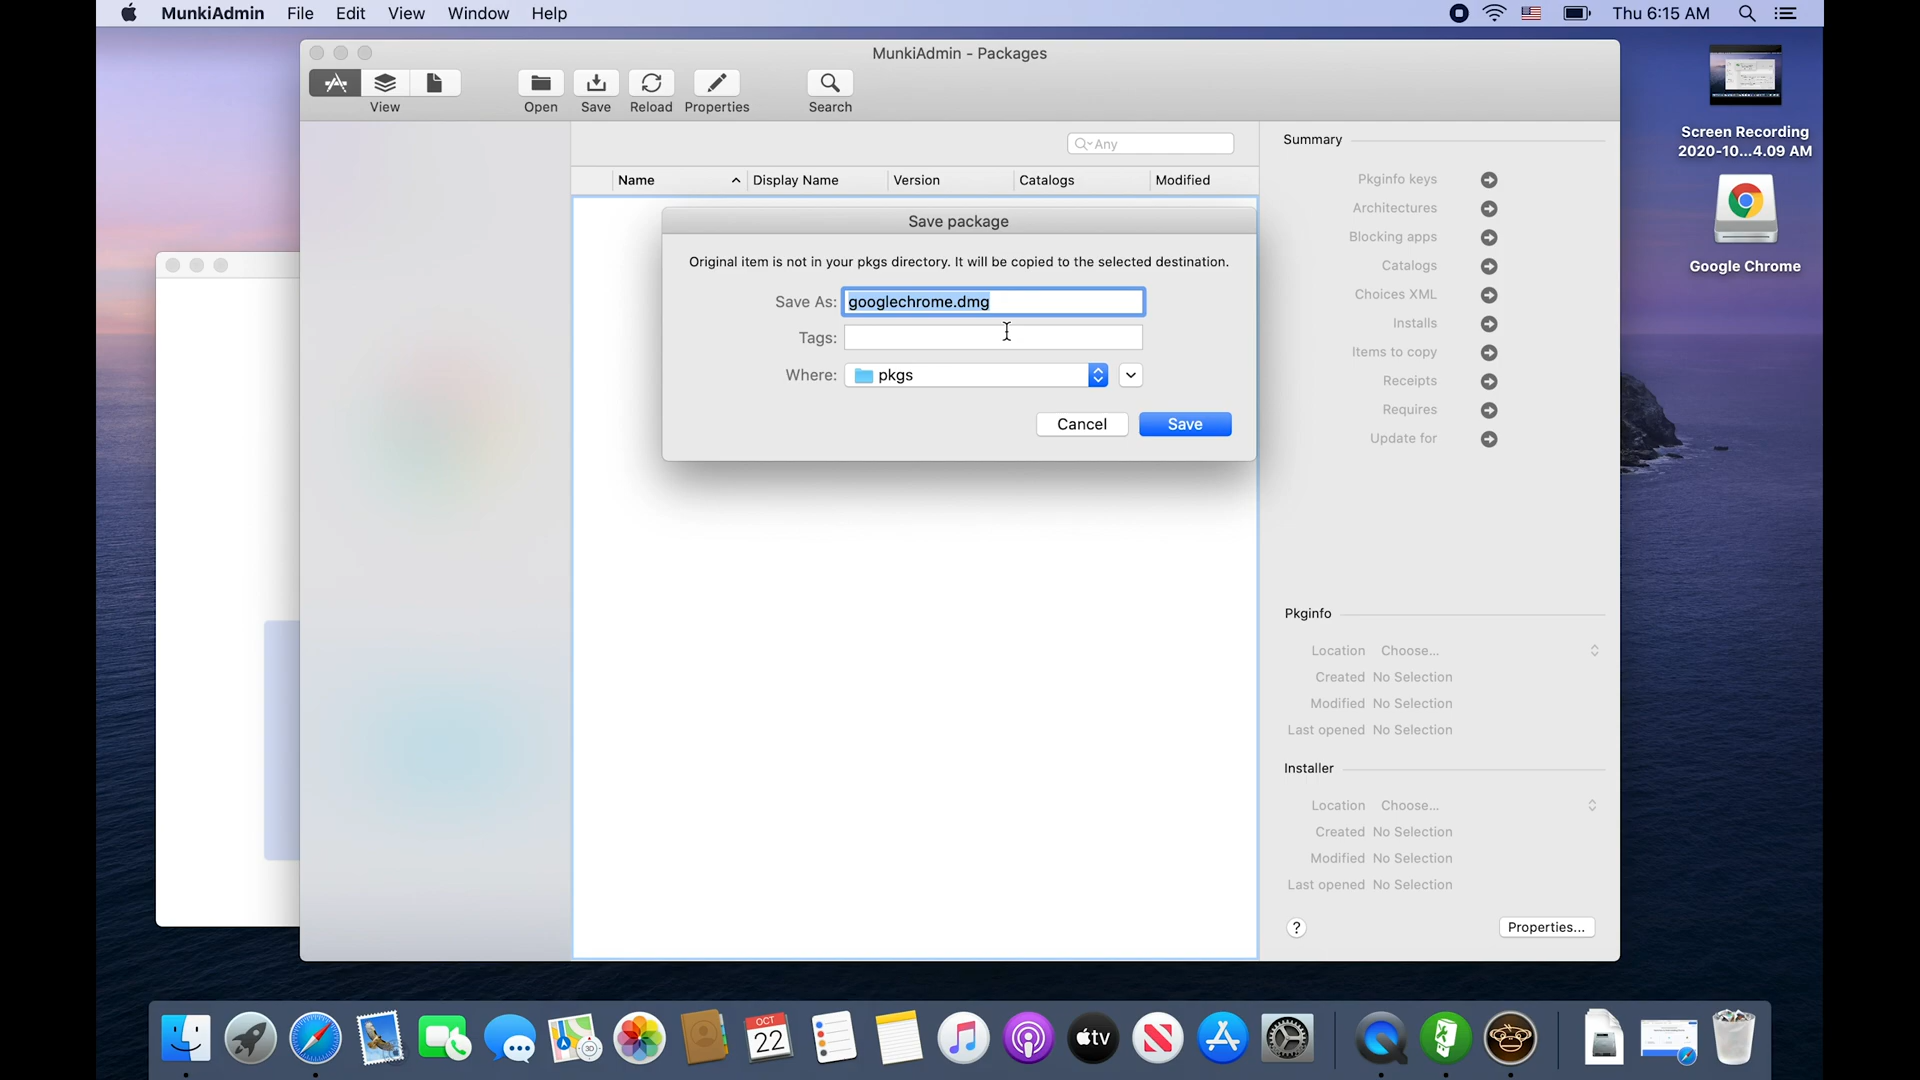 MunkiAdmin File Edit View Window Help Thu 6:15 AM
MunkiAdmin - Packages
View Open Save Reload Properties Search
Any
Name Display Name Version Catalogs Modified
Save package
Original item is not in your pkgs directory. It will be copied to the selected destination.
Save As: googlechrome.dmg
Tags:
Where: pkgs
Cancel Save
Summary
Pkginfo keys
Architectures
Blocking apps
Catalogs
Choices XML
Installs
Items to copy
Receipts
Requires
Update for
Pkginfo
Location Choose...
Created No Selection
Modified No Selection
Last opened No Selection
Installer
Location Choose...
Created No Selection
Modified No Selection
Last opened No Selection
? Properties...
Screen Recording
2020-10...4.09 AM
Google Chrome
OCT
22
3D
tv